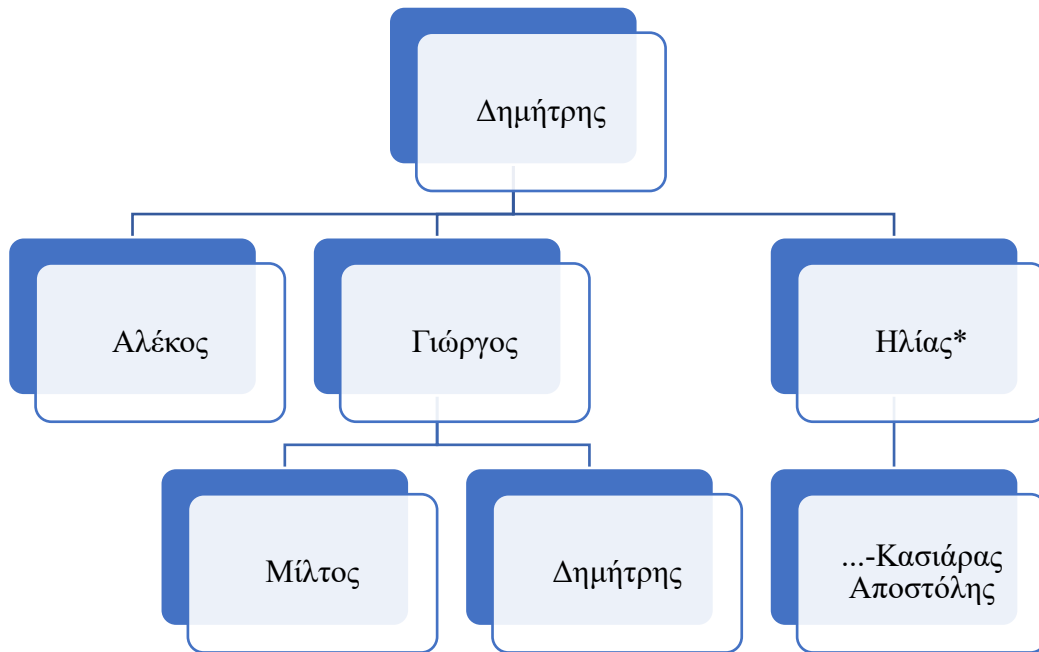 Δημήτρης
Αλέκος
Γιώργος
Ηλίας*
Μίλτος
Δημήτρης
...-Κασιάρας
Αποστόλης